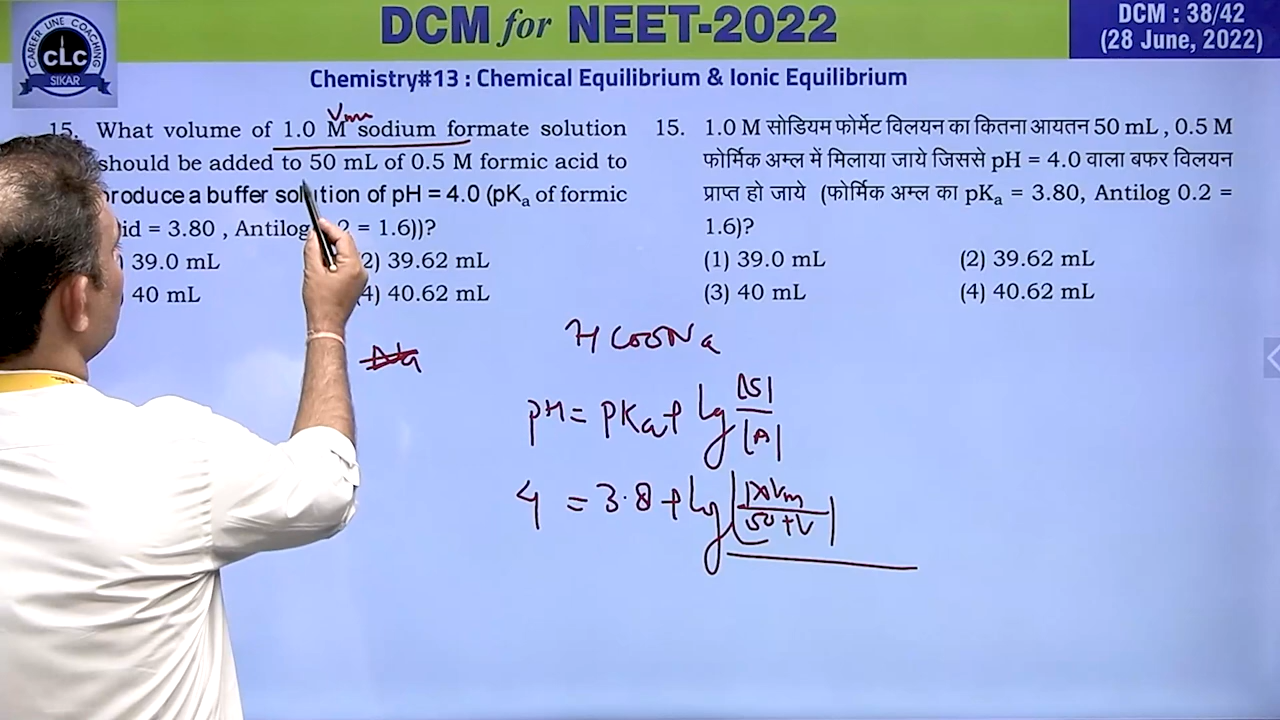 DCM for NEET-2022
DCM : 38/42
(28 June, 2022)
CAREER LINE COACHING
CLC
SIKAR
Chemistry#13 : Chemical Equilibrium & Ionic Equilibrium
Vml
15. What volume of 1.0 M sodium formate solution
should be added to 50 mL of 0.5 M formic acid to
produce a buffer solution of pH = 4.0 (pKa of formic
id = 3.80 , Antilog 2 = 1.6))?
39.0 mL 2) 39.62 mL
40 mL 4) 40.62 mL
15. 1.0 M सोडियम फोर्मेट विलयन का कितना आयतन 50 mL , 0.5 M
फोर्मिक अम्ल में मिलाया जाये जिससे pH = 4.0 वाला बफर विलयन
प्राप्त हो जाये (फोर्मिक अम्ल का pKa = 3.80, Antilog 0.2 =
1.6)?
(1) 39.0 mL (2) 39.62 mL
(3) 40 mL (4) 40.62 mL
Na
HCOONa
pH = pKa + log |S| / |A|
4 = 3.8 + log | 1×Vm / 50+V |